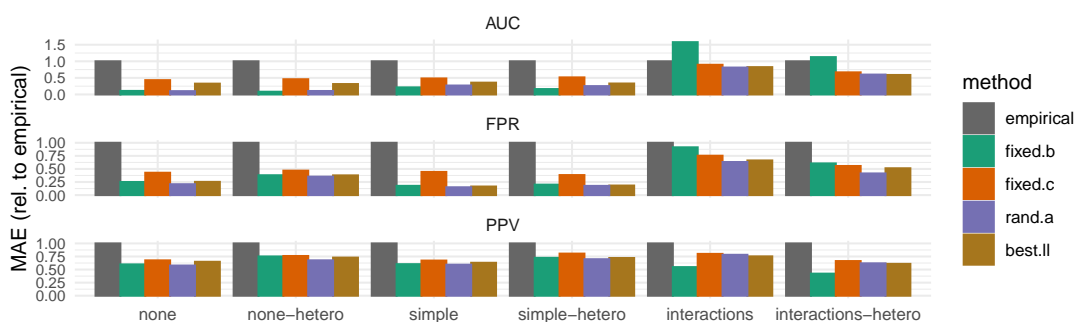 AUC
1.5
1.0
0.5
0.0
FPR
1.00
0.75
0.50
0.25
0.00
PPV
1.00
0.75
0.50
0.25
0.00
MAE (rel. to empirical)
none
none−hetero
simple
simple−hetero
interactions
interactions−hetero
method
empirical
fixed.b
fixed.c
rand.a
best.ll